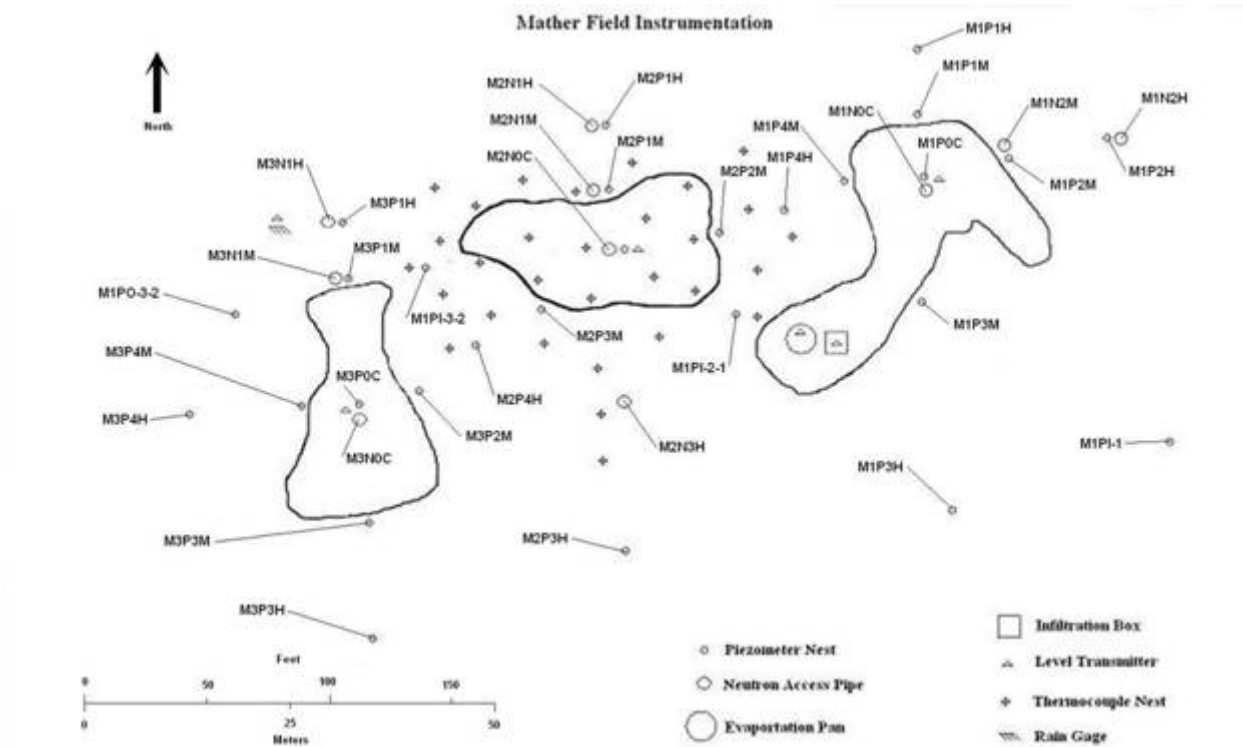 Mather Field Instrumentation
M1P1H
M1P1M
M2P1H
M2N1H
M1N2M
M1N2H
M1N0C
M2N1M
M1P4M
M2P1M
M1P4H
M1P0C
M2N0C
M3N1H
M2P2M
M1P2M
M1P2H
North
M3P1H
M3P1M
M3N1M
M1PO-3-2
M1PI-3-2
M2P3M
M1P3M
M3P4M
M1PI-2-1
M3P0C
M2P4H
M3P4H
M3P2M
M2N3H
M1PI-1
M3N0C
M1P3H
M3P3M
M2P3H
M3P3H
Feet
0 50 100 150
0 25 50
Meters
Piezometer Nest
Neutron Access Pipe
Evaportation Pan
Infiltration Box
Level Transmitter
Thermocouple Nest
Rain Gage